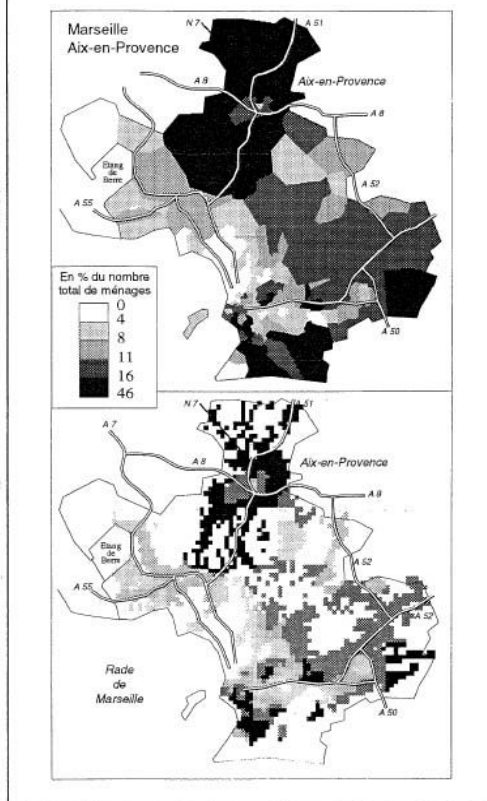 Marseille
Aix-en-Provence
N 7
A 51
A 8
Aix-en-Provence
A 8
Etang
de
Berre
A 52
A 55
En % du nombre
total de ménages
0
4
8
11
16
46
A 50
A 7
N 7
A 51
A 8
Aix-en-Provence
A 8
Etang
de
Berre
A 52
A 55
A 52
Rade
de
Marseille
A 50